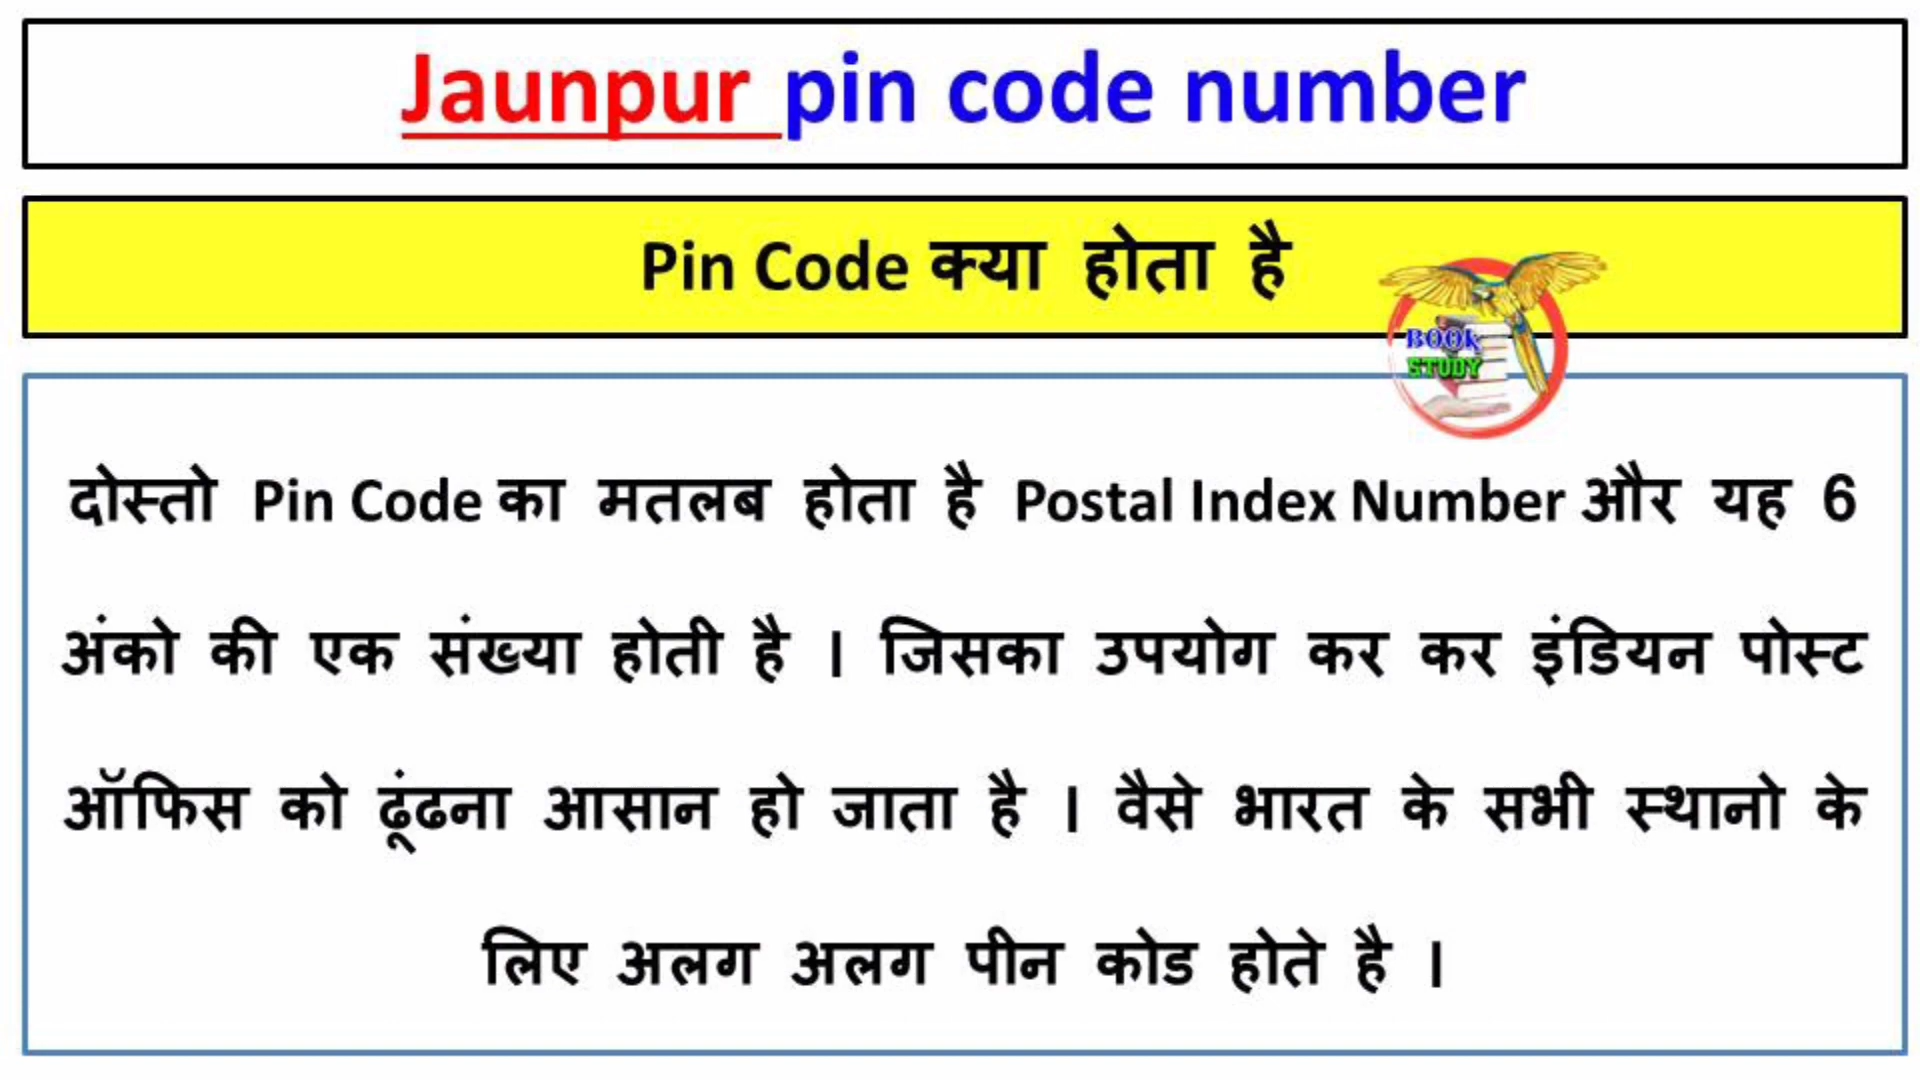 Jaunpur pin code number
Pin Code क्या होता है
BOOK
STUDY
दोस्तो Pin Code का मतलब होता है Postal Index Number और यह 6
अंको की एक संख्या होती है । जिसका उपयोग कर कर इंडियन पोस्ट
ऑफिस को ढूंढना आसान हो जाता है । वैसे भारत के सभी स्थानो के
लिए अलग अलग पीन कोड होते है ।